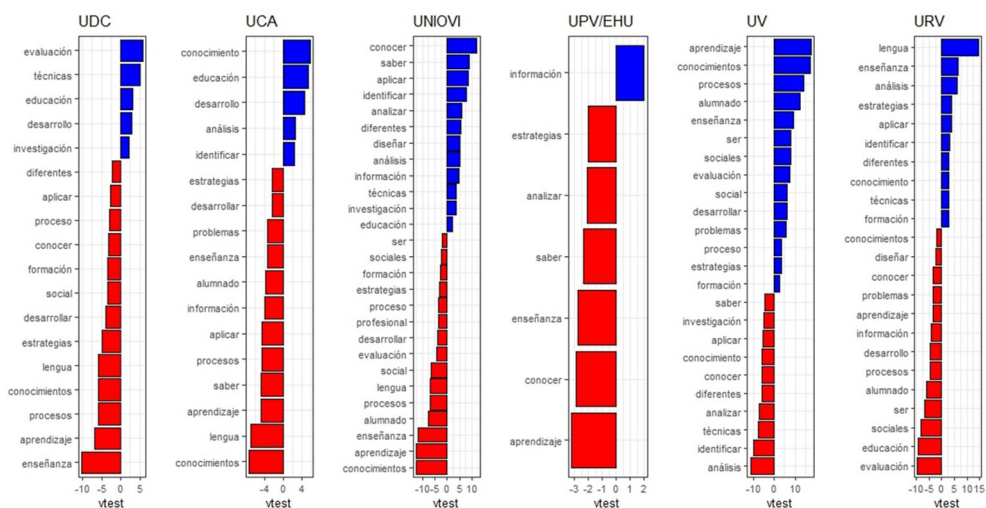 UDC
evaluación
técnicas
educación
desarrollo
investigación
diferentes
aplicar
proceso
conocer
formación
social
desarrollar
estrategias
lengua
conocimientos
procesos
aprendizaje
enseñanza
-10 -5 0 5
vtest
UCA
conocimiento
educación
desarrollo
análisis
identificar
estrategias
desarrollar
problemas
enseñanza
alumnado
información
aplicar
procesos
saber
aprendizaje
lengua
conocimientos
-4 0 4
vtest
UNIOVI
conocer
saber
aplicar
identificar
analizar
diferentes
diseñar
análisis
información
técnicas
investigación
educación
ser
sociales
formación
estrategias
proceso
profesional
desarrollar
evaluación
social
lengua
procesos
alumnado
enseñanza
aprendizaje
conocimientos
-10 -5 0 5 10
vtest
UPV/EHU
información
estrategias
analizar
saber
enseñanza
conocer
aprendizaje
-3 -2 -1 0 1 2
vtest
UV
aprendizaje
conocimientos
procesos
alumnado
enseñanza
ser
sociales
evaluación
social
desarrollar
problemas
proceso
estrategias
formación
saber
investigación
aplicar
conocimiento
conocer
diferentes
analizar
técnicas
identificar
análisis
-10 0 10
vtest
URV
lengua
enseñanza
análisis
estrategias
aplicar
identificar
diferentes
conocimiento
técnicas
formación
conocimientos
diseñar
conocer
problemas
aprendizaje
información
desarrollo
procesos
alumnado
ser
sociales
educación
evaluación
-10 -5 0 5 10 15
vtest